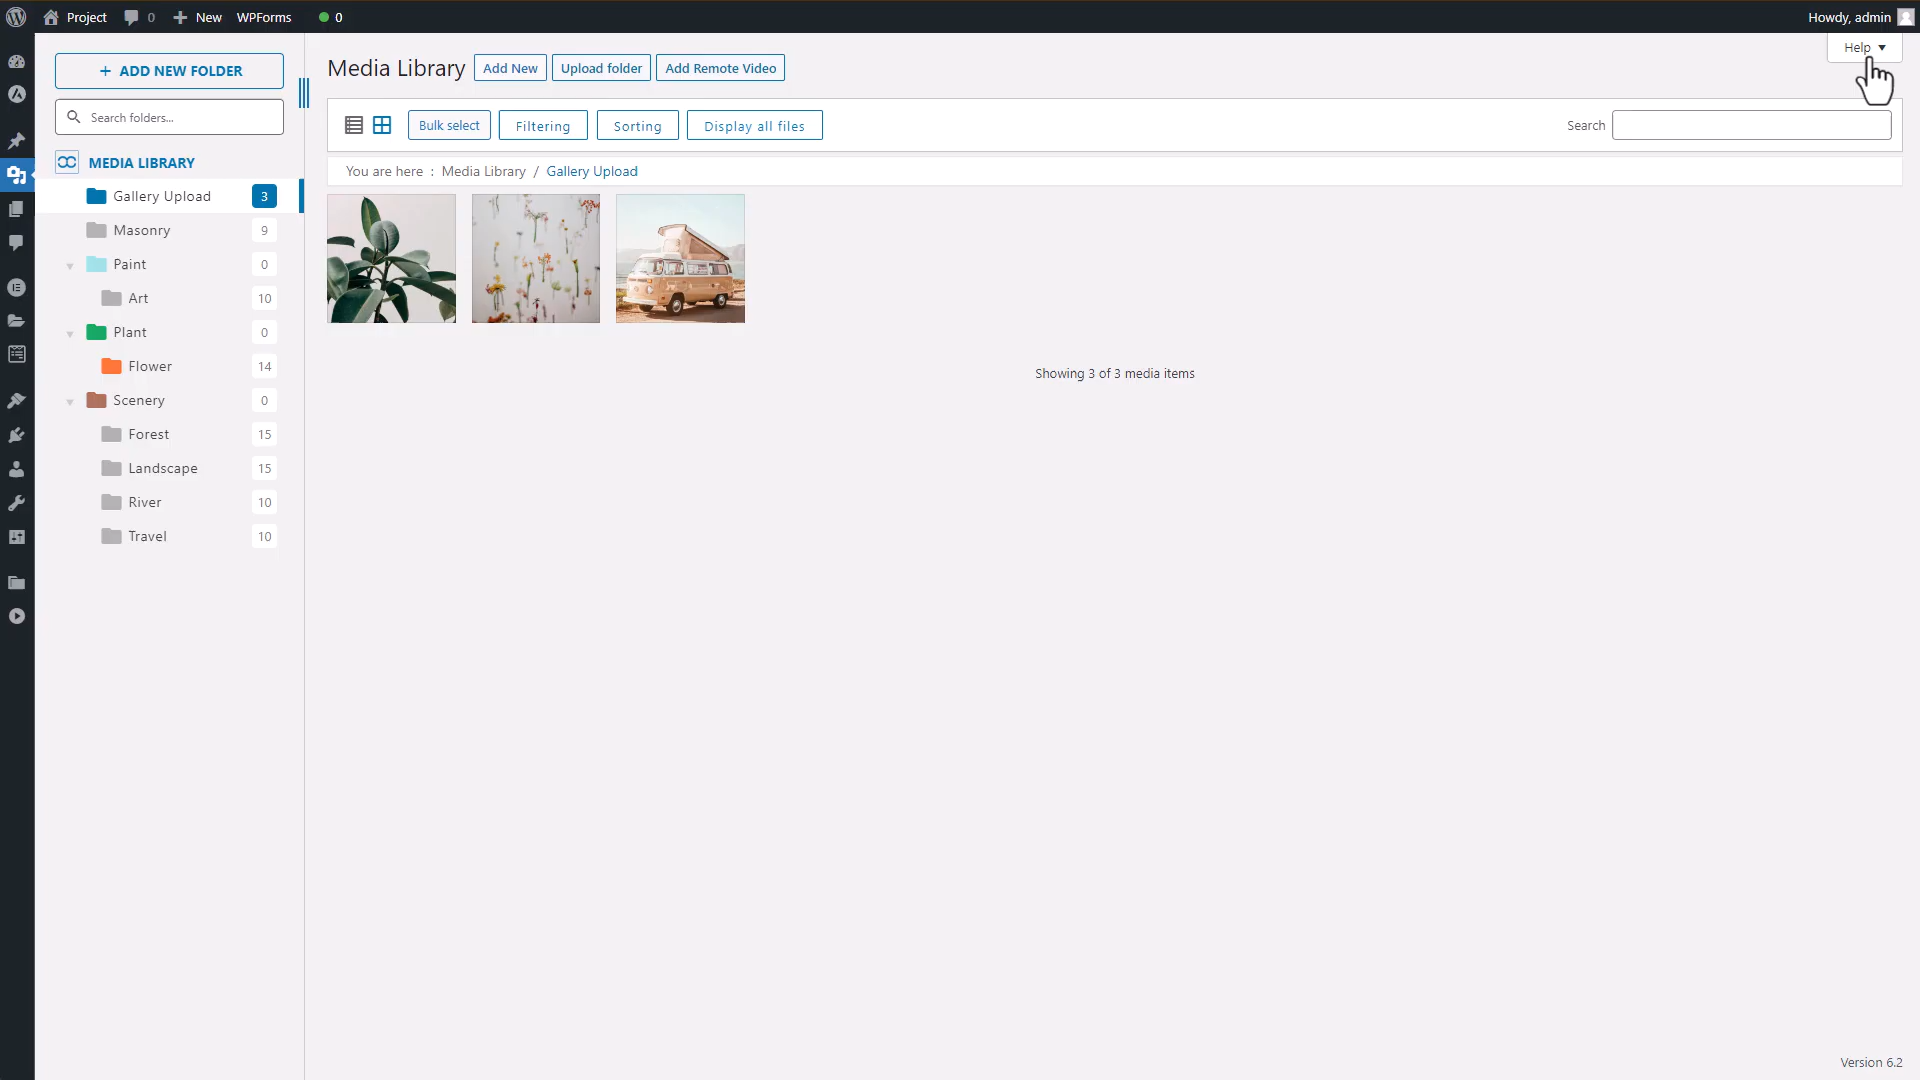 Project 0 New WPForms 0 Howdy, admin
Help
ADD NEW FOLDER
Search folders...
MEDIA LIBRARY
Gallery Upload 3
Masonry 9
Paint 0
Art 10
Plant 0
Flower 14
Scenery 0
Forest 15
Landscape 15
River 10
Travel 10
Media Library Add New Upload folder Add Remote Video
Bulk select Filtering Sorting Display all files Search
You are here : Media Library / Gallery Upload
Showing 3 of 3 media items
Version 6.2